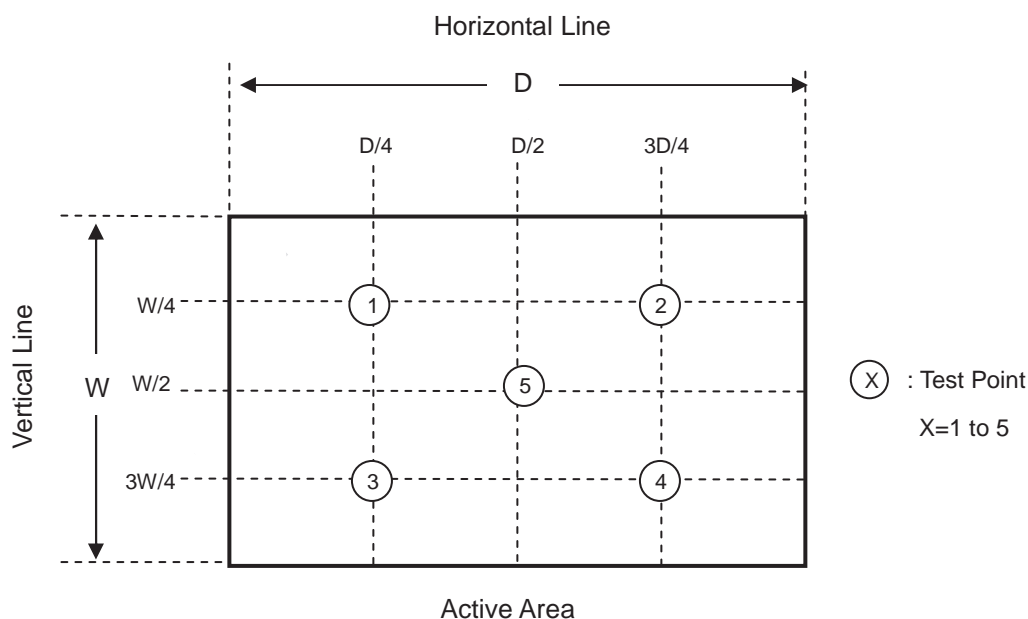 Horizontal Line
D
D/4
D/2
3D/4
W/4
1
2
Vertical Line
W
W/2
5
X : Test Point
X=1 to 5
3W/4
3
4
Active Area